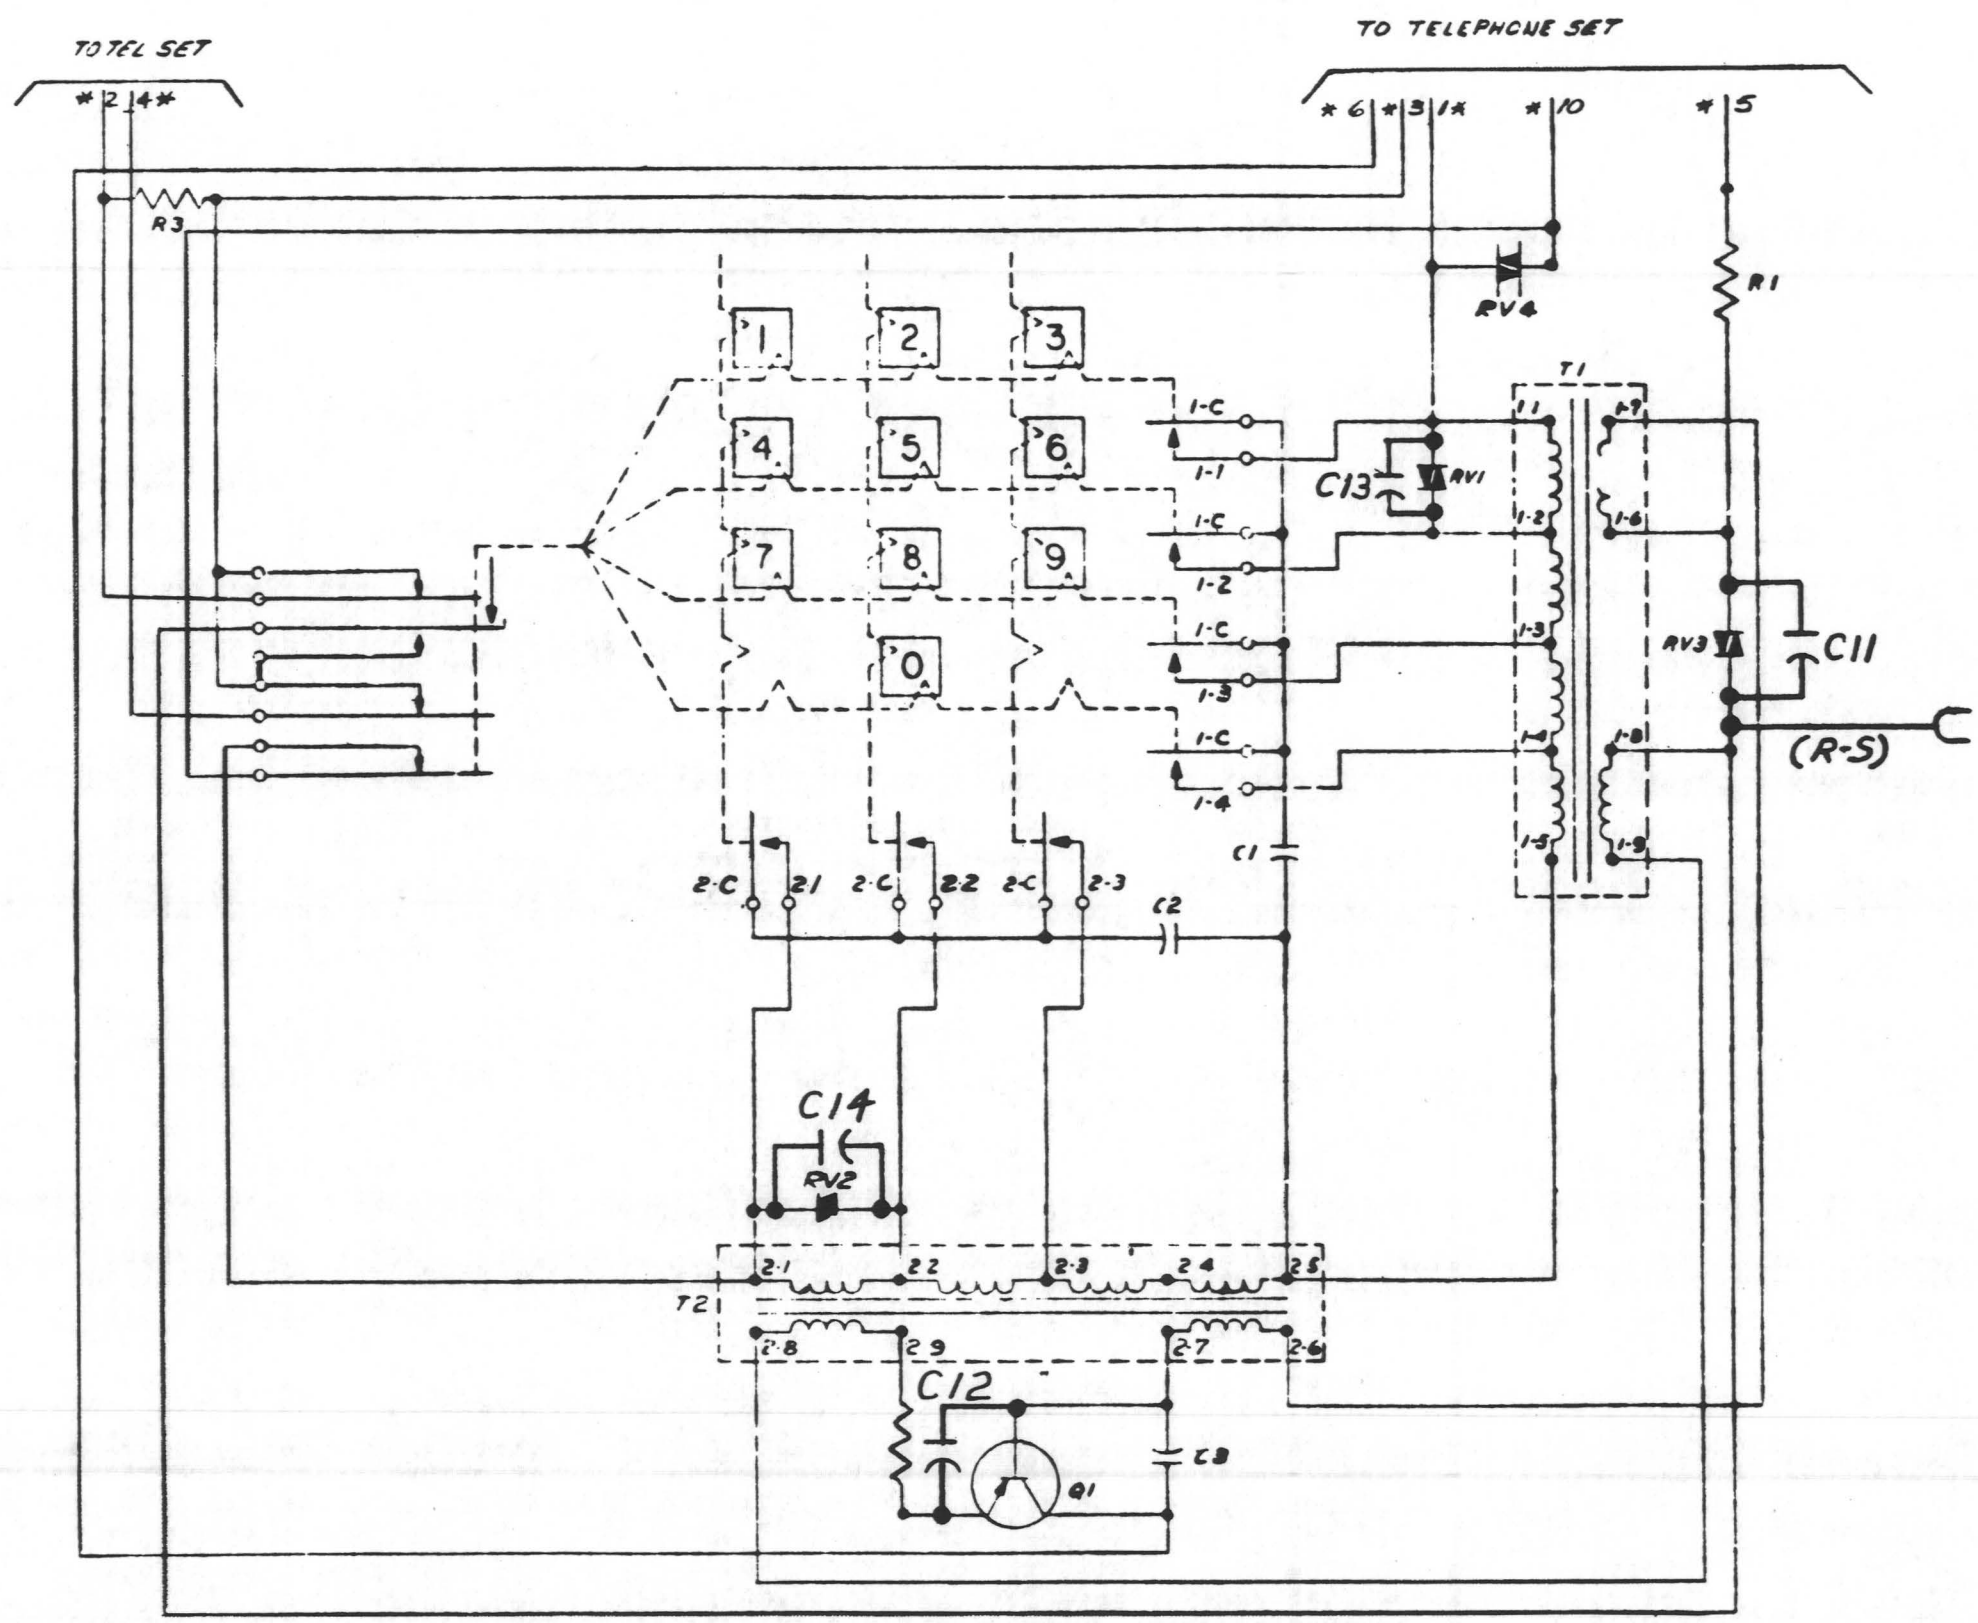 TO TELEPHONE SET
TO TEL SET
* 2 4 *
* 6 * 3 1 * * 10 * 5
R3
RV4
R1
1 2 3
T1
1-C 1-1 1-7
4 5 6
1-1
C13 RV1
1-C 1-2 1-6
7 8 9
1-2
1-C 1-3
RV3 C11
0
1-3
1-C 1-4 1-8
(R-S)
1-4
1-5 1-9
C1
2-C 2-1 2-C 2-2 2-C 2-3
C2
C14
RV2
2-1 2-2 2-3 2-4 2-5
T2
2-8 2-9 2-7 2-6
C12
C3
Q1